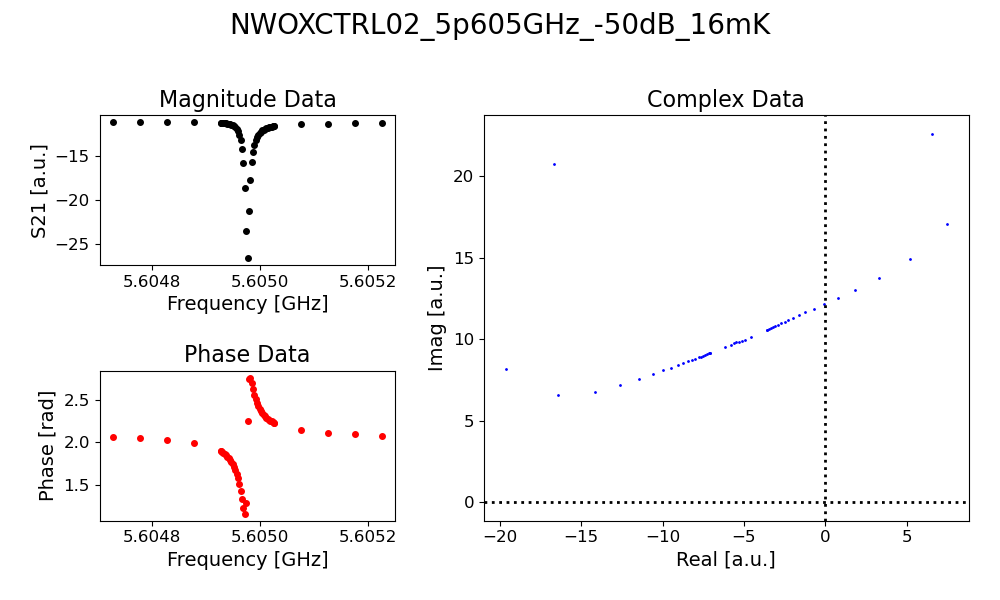 NWOXCTRL02_5p605GHz_-50dB_16mK
Magnitude Data
S21 [a.u.]
−15
−20
−25
5.6048
5.6050
5.6052
Frequency [GHz]
Phase Data
Phase [rad]
2.5
2.0
1.5
5.6048
5.6050
5.6052
Frequency [GHz]
Complex Data
Imag [a.u.]
20
15
10
5
0
−20
−15
−10
−5
0
5
Real [a.u.]